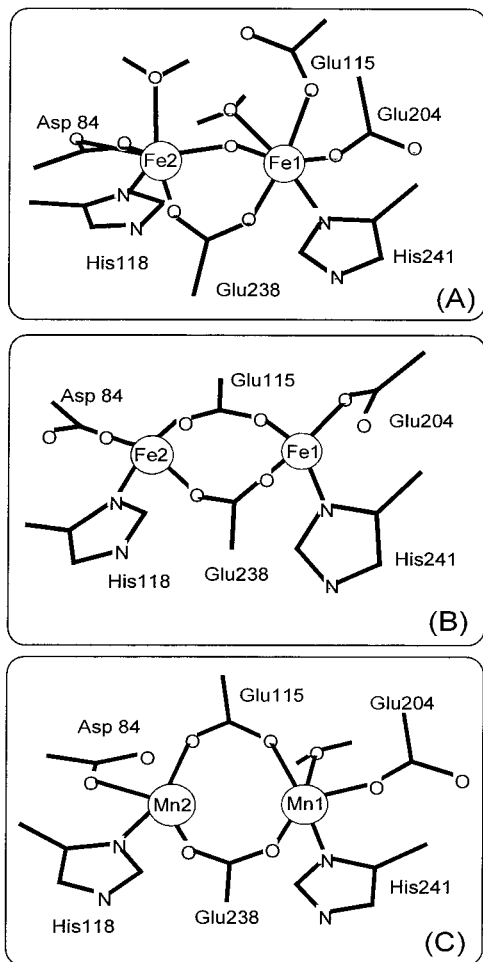 O
O
Glu115
O
Glu204
Asp 84
O
O
Fe2
O
O
Fe1
O
O
N
O
O
N
N
His118
Glu238
N
His241
(A)
Asp 84
Glu115
O
O
O
O
O
Glu204
O
Fe2
Fe1
O
O
N
N
N
His118
Glu238
N
His241
(B)
Glu115
Glu204
Asp 84
O
O
O
O
O
O
O
Mn2
Mn1
O
O
N
N
N
His118
Glu238
N
His241
(C)